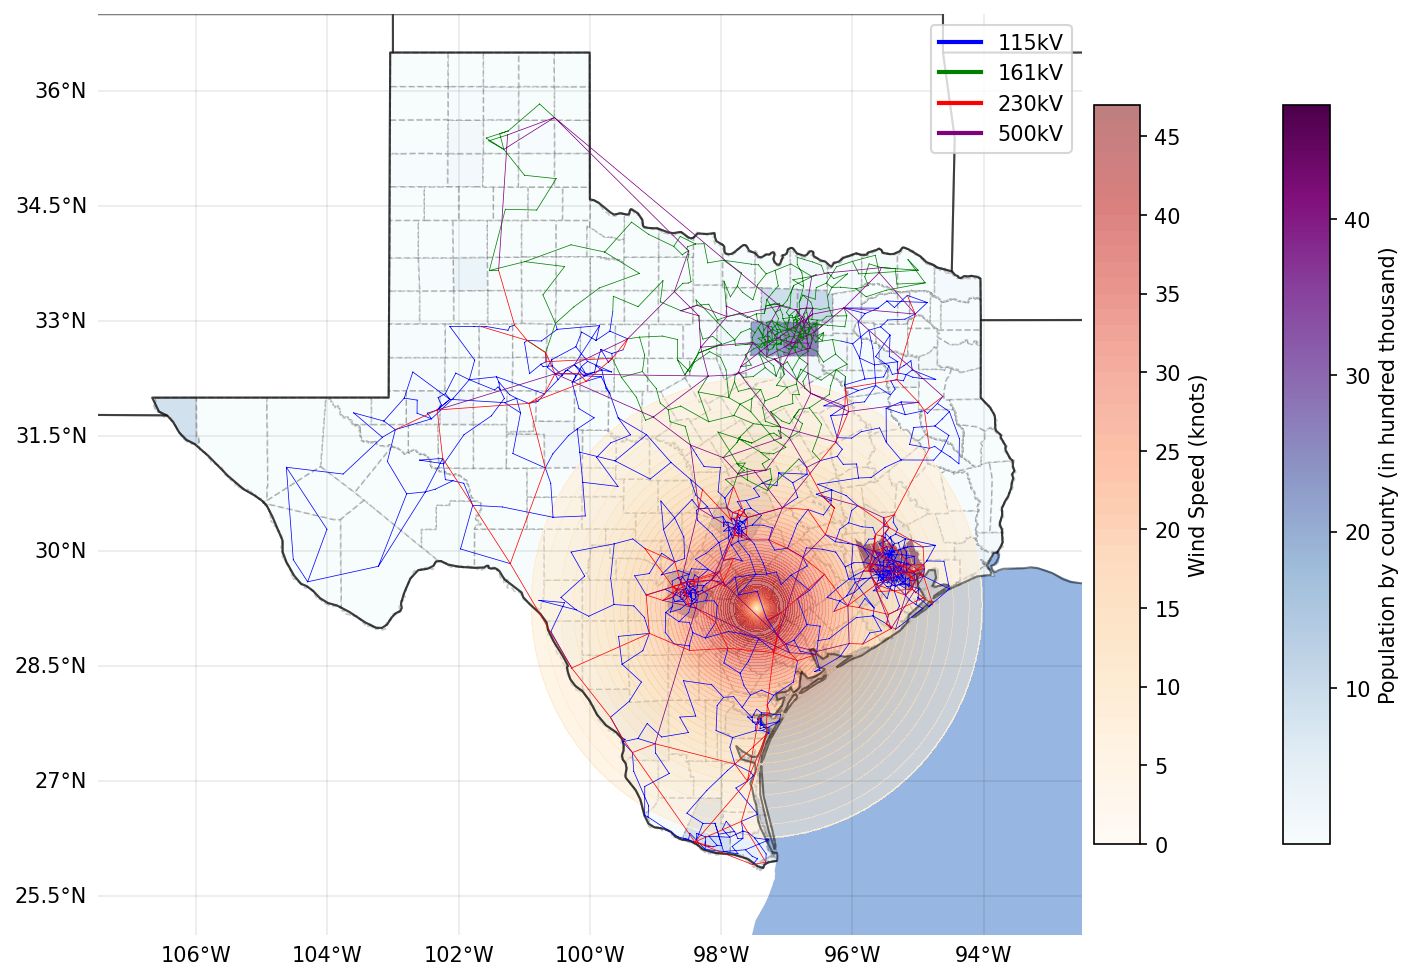 115kV
161kV
230kV
500kV
36°N
34.5°N
33°N
31.5°N
30°N
28.5°N
27°N
25.5°N
106°W
104°W
102°W
100°W
98°W
96°W
94°W
45
40
35
30
25
20
15
10
5
0
Wind Speed (knots)
40
30
20
10
Population by county (in hundred thousand)